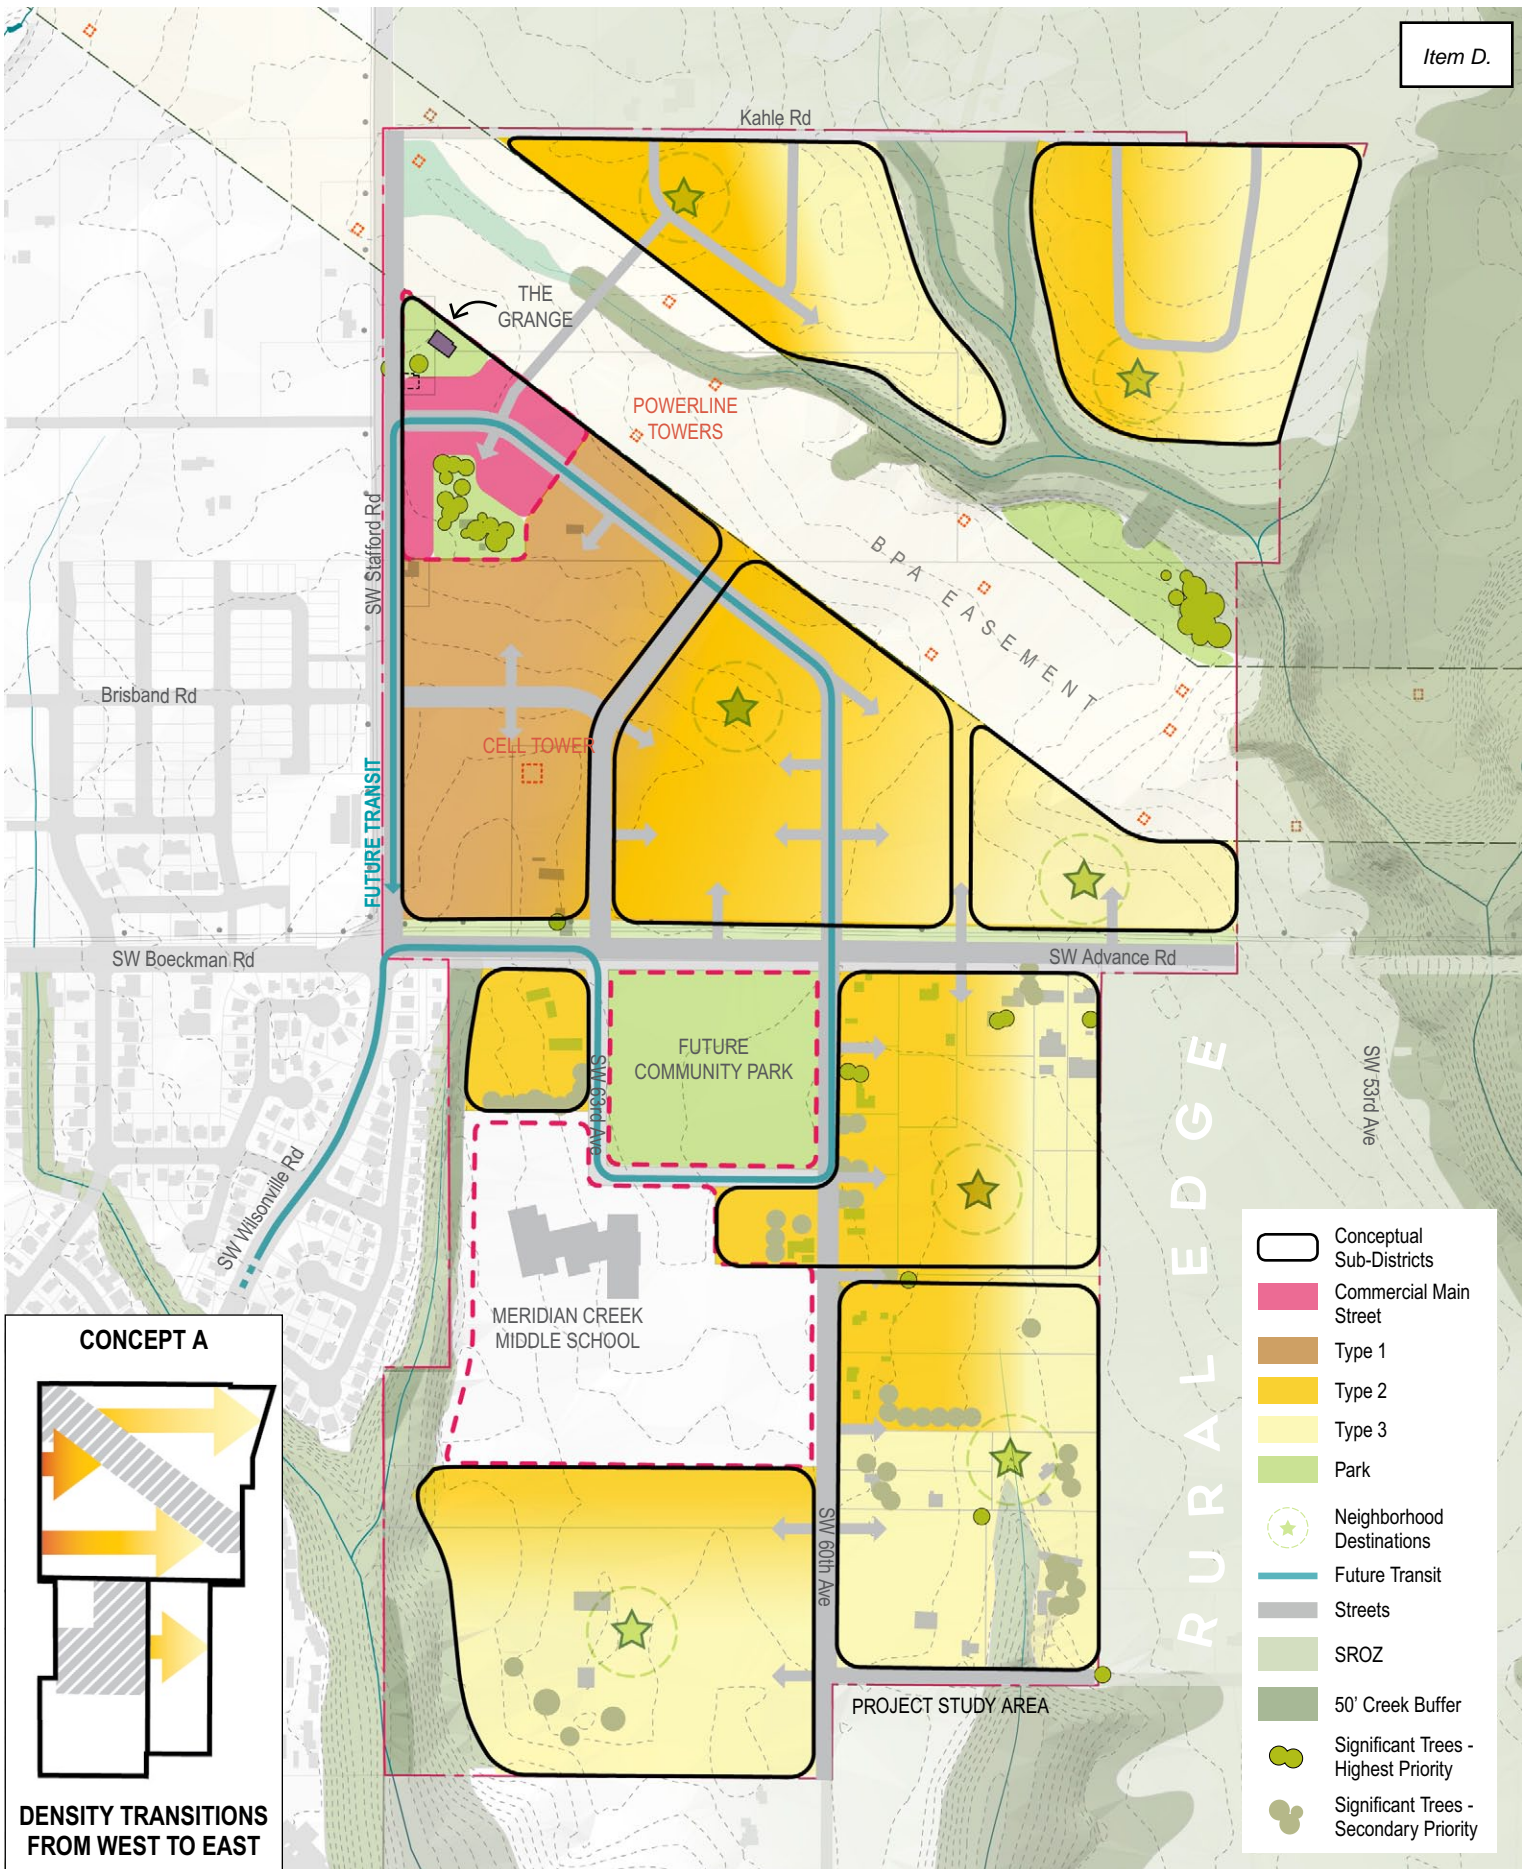 Item D.
Kahle Rd
THE
GRANGE
POWERLINE
TOWERS
BPA EASEMENT
SW Stafford Rd
Brisband Rd
CELL TOWER
FUTURE TRANSIT
SW Boeckman Rd
SW Advance Rd
FUTURE
COMMUNITY PARK
SW 63rd Ave
SW 53rd Ave
SW Wilsonville Rd
MERIDIAN CREEK
MIDDLE SCHOOL
SW 60th Ave
RURAL EDGE
PROJECT STUDY AREA
CONCEPT A
DENSITY TRANSITIONS
FROM WEST TO EAST
Conceptual
Sub-Districts
Commercial Main
Street
Type 1
Type 2
Type 3
Park
Neighborhood
Destinations
Future Transit
Streets
SROZ
50' Creek Buffer
Significant Trees -
Highest Priority
Significant Trees -
Secondary Priority